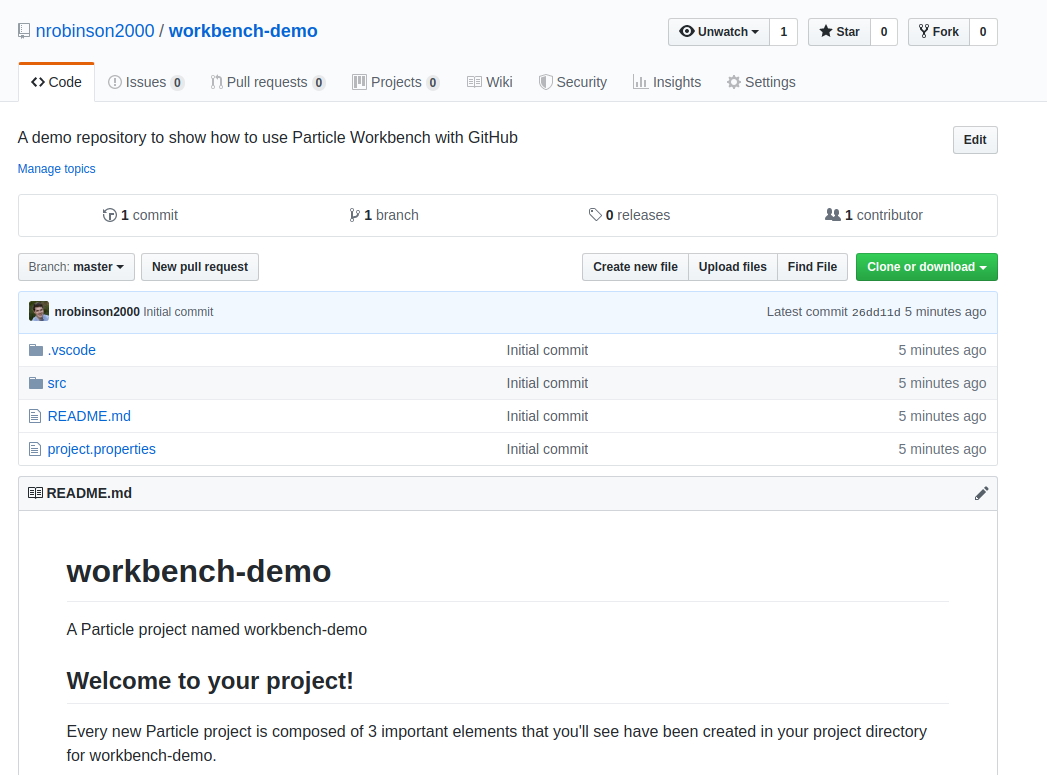 nrobinson2000 / workbench-demo
Unwatch 1 Star 0 Fork 0
Code Issues 0 Pull requests 0 Projects 0 Wiki Security Insights Settings
A demo repository to show how to use Particle Workbench with GitHub
Edit
Manage topics
1 commit 1 branch 0 releases 1 contributor
Branch: master New pull request Create new file Upload files Find File Clone or download
nrobinson2000 Initial commit Latest commit 26dd11d 5 minutes ago
.vscode Initial commit 5 minutes ago
src Initial commit 5 minutes ago
README.md Initial commit 5 minutes ago
project.properties Initial commit 5 minutes ago
README.md
workbench-demo
A Particle project named workbench-demo
Welcome to your project!
Every new Particle project is composed of 3 important elements that you'll see have been created in your project directory
for workbench-demo.